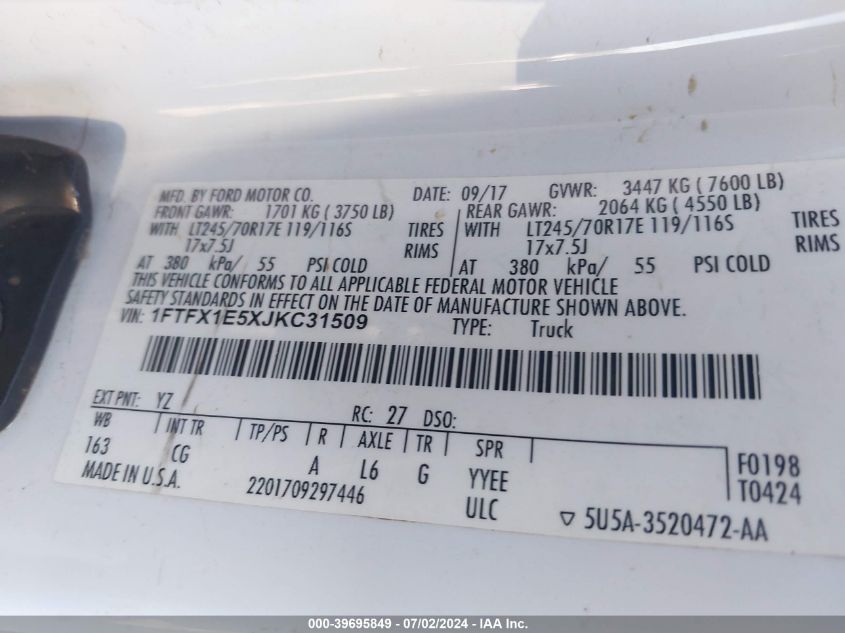 MFD. BY FORD MOTOR CO. DATE: 09/17 GVWR: 3447 KG ( 7600 LB)
FRONT GAWR: 1701 KG ( 3750 LB) REAR GAWR: 2064 KG ( 4550 LB)
WITH LT245/70R17E 119/116S TIRES WITH LT245/70R17E 119/116S TIRES
17x7.5J RIMS 17x7.5J RIMS
AT 380 kPa/ 55 PSI COLD AT 380 kPa/ 55 PSI COLD
THIS VEHICLE CONFORMS TO ALL APPLICABLE FEDERAL MOTOR VEHICLE
SAFETY STANDARDS IN EFFECT ON THE DATE OF MANUFACTURE SHOWN ABOVE.
VIN: 1FTFX1E5XJKC31509 TYPE: Truck
EXT PNT: YZ RC: 27 DSO:
WB INT TR TP/PS R AXLE TR SPR
163 CG A L6 G YYEE F0198
MADE IN U.S.A. 2201709297446 ULC T0424
▽ 5U5A-3520472-AA
000-39695849 - 07/02/2024 - IAA Inc.